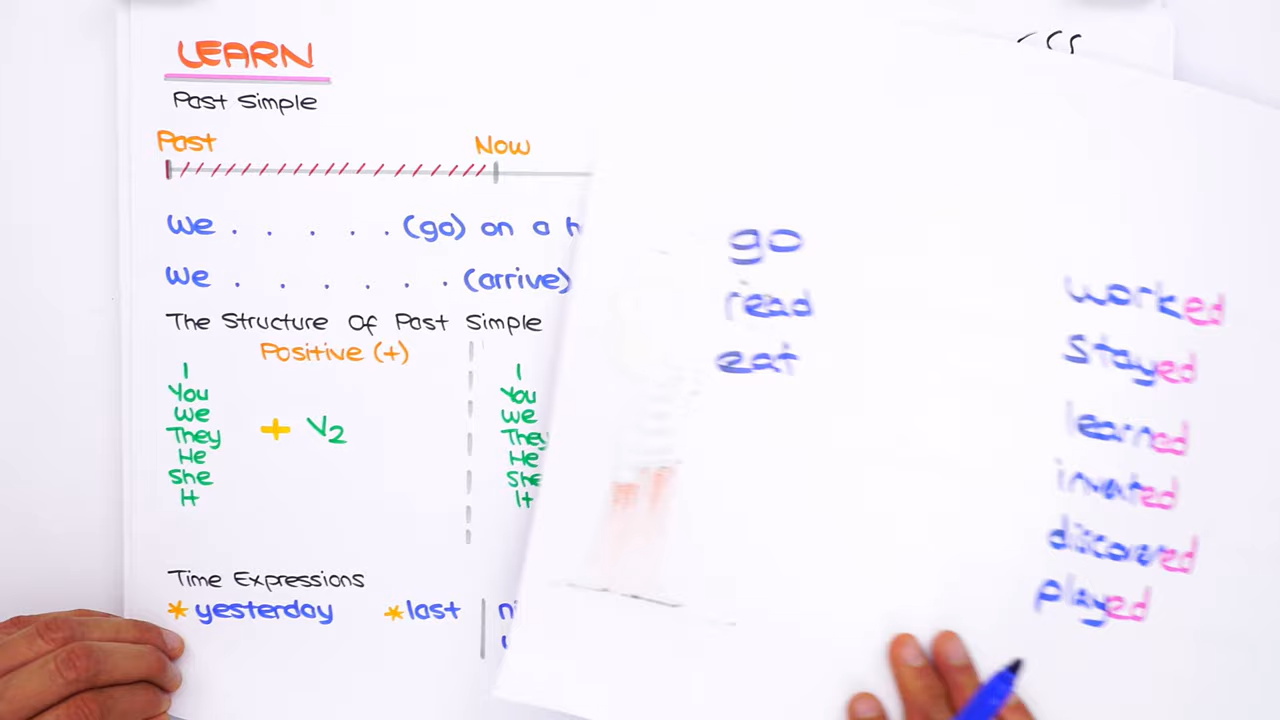 LEARN
Past Simple
Past Now
We . . . . . (go) on a
We . . . . . . (arrive)
The Structure Of Past Simple
Positive (+)
I
You
We
They
He
She
It
+ V2
I
You
We
They
He
She
It
Time Expressions
* yesterday * last
go
read
eat
worked
stayed
learned
discovered
played